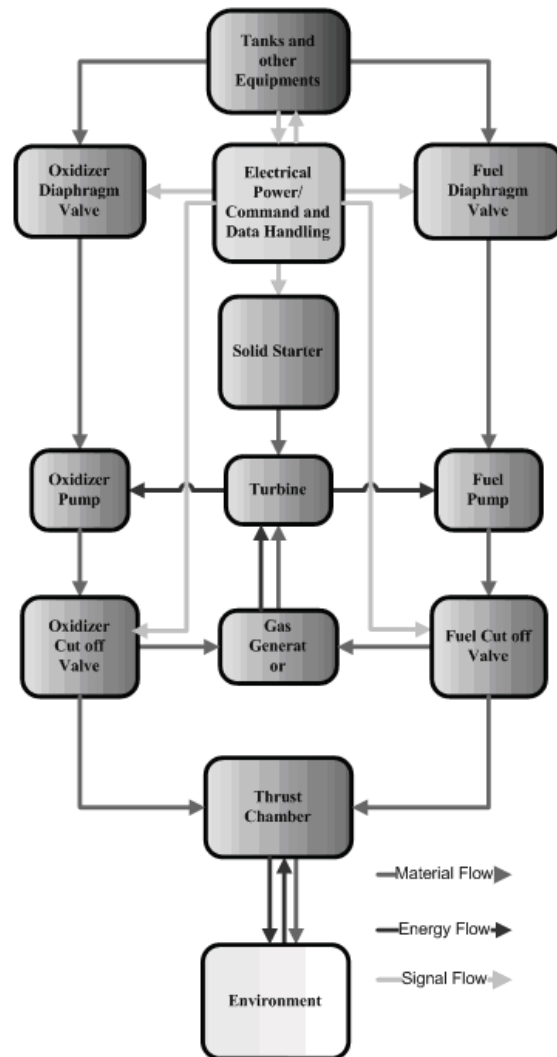 Tanks and
other
Equipments
Oxidizer
Diaphragm
Valve
Electrical
Power/
Command and
Data Handling
Fuel
Diaphragm
Valve
Solid Starter
Oxidizer
Pump
Turbine
Fuel
Pump
Oxidizer
Cut off
Valve
Gas
Generat
or
Fuel Cut off
Valve
Thrust
Chamber
Material Flow
Energy Flow
Signal Flow
Environment